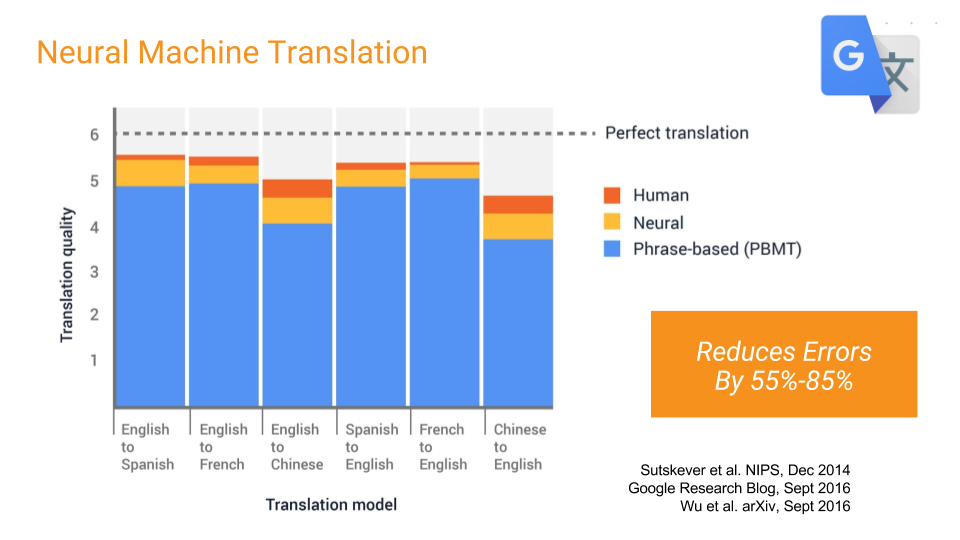 Neural Machine Translation
G 文
6
5
4
3
2
1
Translation quality
Perfect translation
Human
Neural
Phrase-based (PBMT)
English
to
Spanish
English
to
French
English
to
Chinese
Spanish
to
English
French
to
English
Chinese
to
English
Translation model
Reduces Errors
By 55%-85%
Sutskever et al. NIPS, Dec 2014
Google Research Blog, Sept 2016
Wu et al. arXiv, Sept 2016